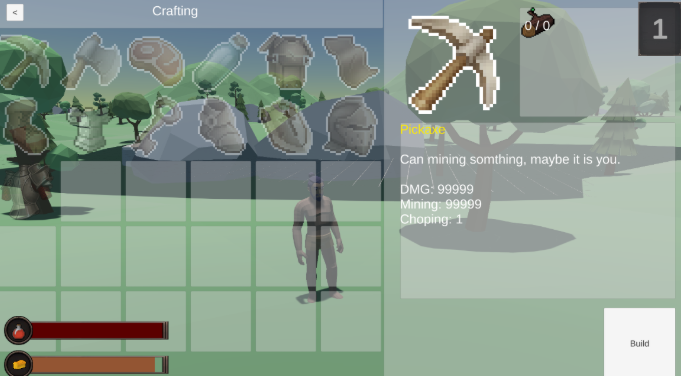 <
Crafting
0 / 0
1
Pickaxe
Can mining somthing, maybe it is you.
DMG: 99999
Mining: 99999
Choping: 1
Build